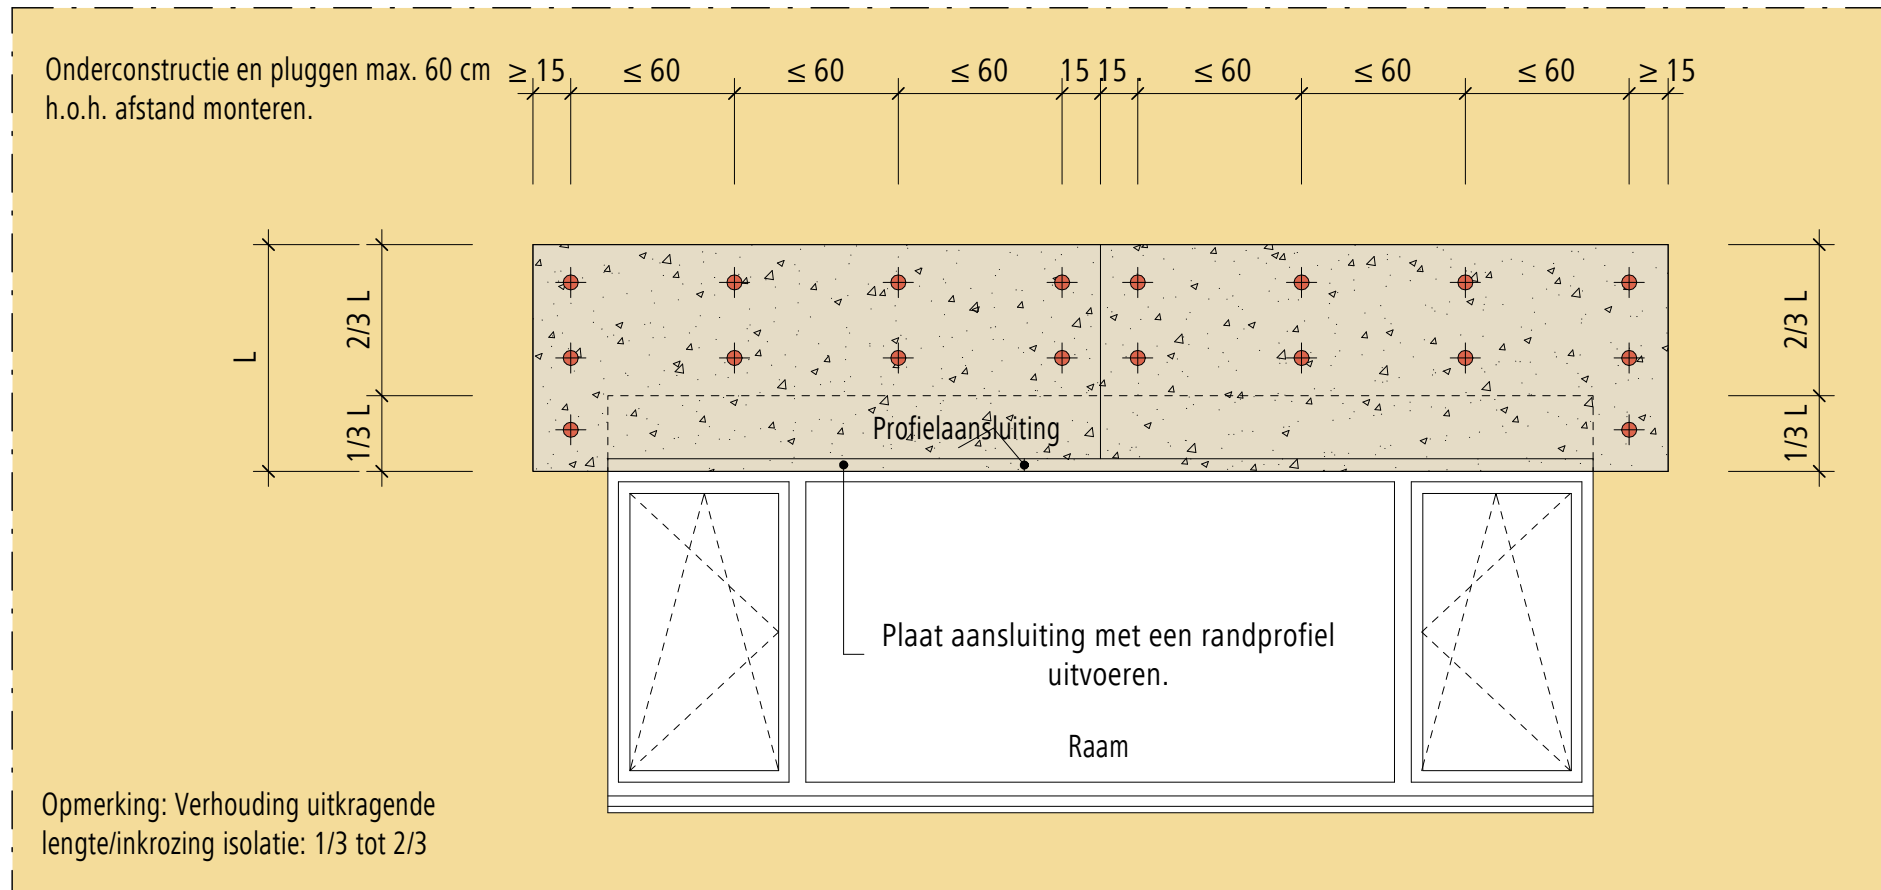 Onderconstructie en pluggen max. 60 cm
h.o.h. afstand monteren.
≥ 15 ≤ 60 ≤ 60 ≤ 60 15 15 ≤ 60 ≤ 60 ≤ 60 ≥ 15
L
2/3 L
1/3 L
2/3 L
1/3 L
Profielaansluiting
Plaat aansluiting met een randprofiel
uitvoeren.
Raam
Opmerking: Verhouding uitkragende
lengte/inkrozing isolatie: 1/3 tot 2/3